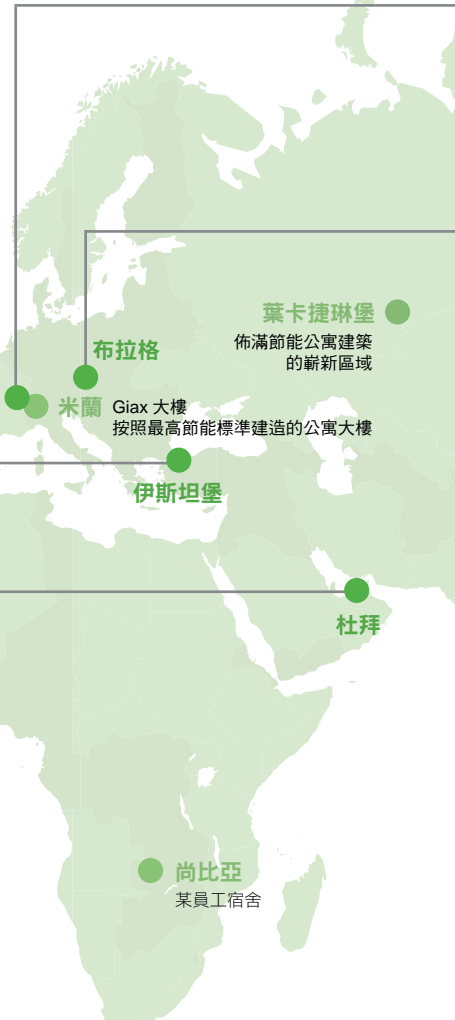 葉卡捷琳堡
佈滿節能公寓建築
的嶄新區域
布拉格
米蘭
Giax 大樓
按照最高節能標準建造的公寓大樓
伊斯坦堡
杜拜
尚比亞
某員工宿舍